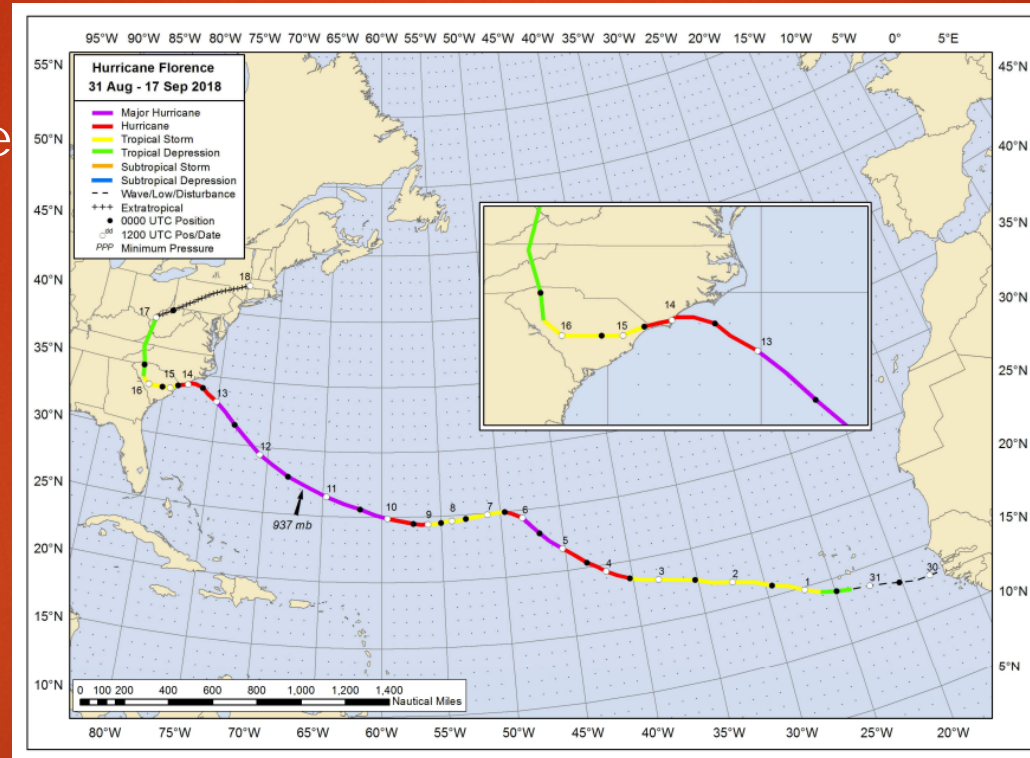 e
95°W 90°W 85°W 80°W 75°W 70°W 65°W 60°W 55°W 50°W 45°W 40°W 35°W 30°W 25°W 20°W 15°W 10°W 5°W 0° 5°E
55°N
50°N
45°N
40°N
35°N
30°N
25°N
20°N
15°N
10°N
Hurricane Florence
31 Aug - 17 Sep 2018
Major Hurricane
Hurricane
Tropical Storm
Tropical Depression
Subtropical Storm
Subtropical Depression
Wave/Low/Disturbance
Extratropical
0000 UTC Position
dd 1200 UTC Pos/Date
PPP Minimum Pressure
14
15
16
13
18
17
16
15
14
13
12
11
10
9
8
7
6
5
4
3
2
1
31
30
937 mb
45°N
40°N
35°N
30°N
25°N
20°N
15°N
10°N
5°N
0 100 200 400 600 800 1,000 1,200 1,400
Nautical Miles
80°W 75°W 70°W 65°W 60°W 55°W 50°W 45°W 40°W 35°W 30°W 25°W 20°W